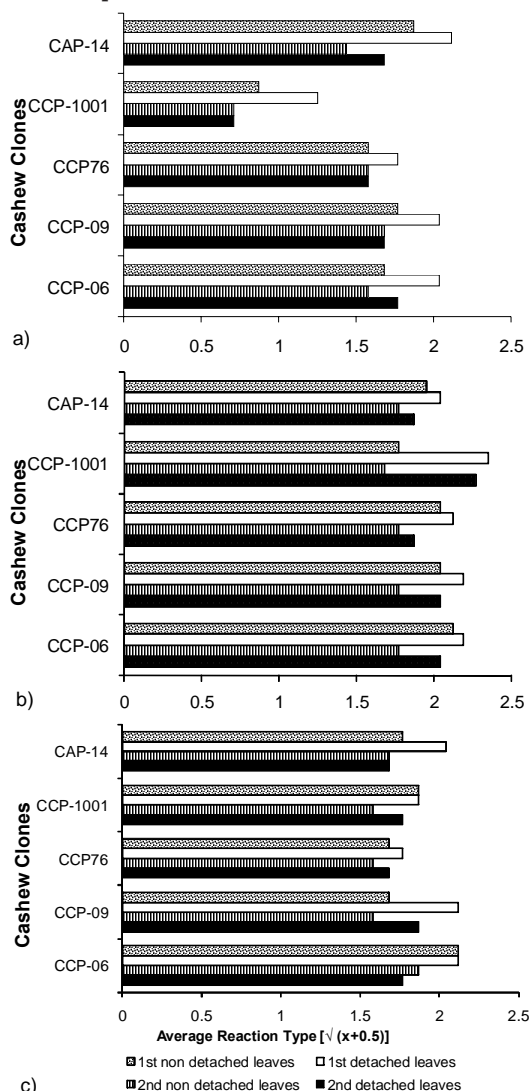 CAP-14
CCP-1001
CCP76
CCP-09
CCP-06
Cashew Clones
a)
0 0.5 1 1.5 2 2.5
CAP-14
CCP-1001
CCP76
CCP-09
CCP-06
Cashew Clones
b)
0 0.5 1 1.5 2 2.5
CAP-14
CCP-1001
CCP76
CCP-09
CCP-06
Cashew Clones
0 0.5 1 1.5 2 2.5
Average Reaction Type [√ (x+0.5)]
1st non detached leaves 1st detached leaves
2nd non detached leaves 2nd detached leaves
c)